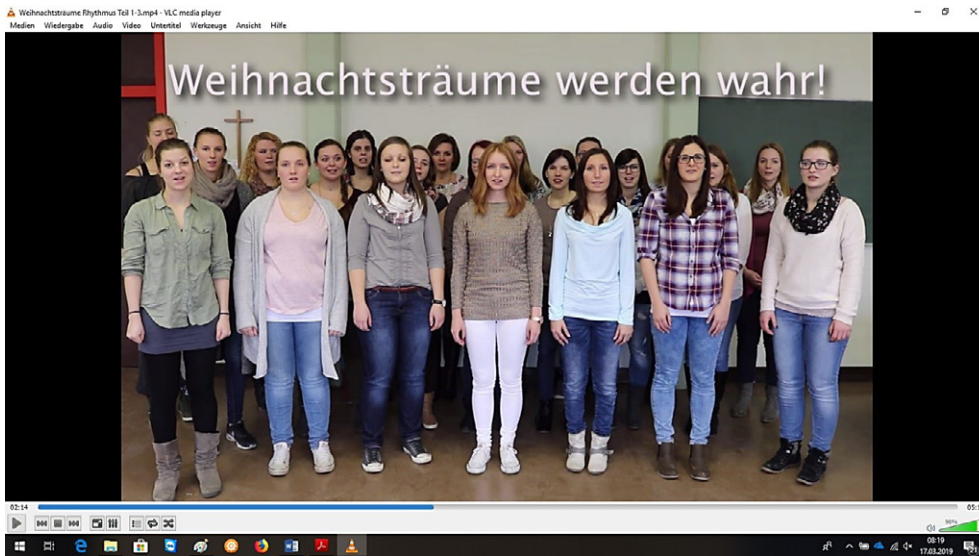 Weihnachtsträume Rhythmus Teil 1-3.mp4 - VLC media player
Medien Wiedergabe Audio Video Untertitel Werkzeuge Ansicht Hilfe
Weihnachtsträume werden wahr!
02:14
90%
08:19
17.03.2019